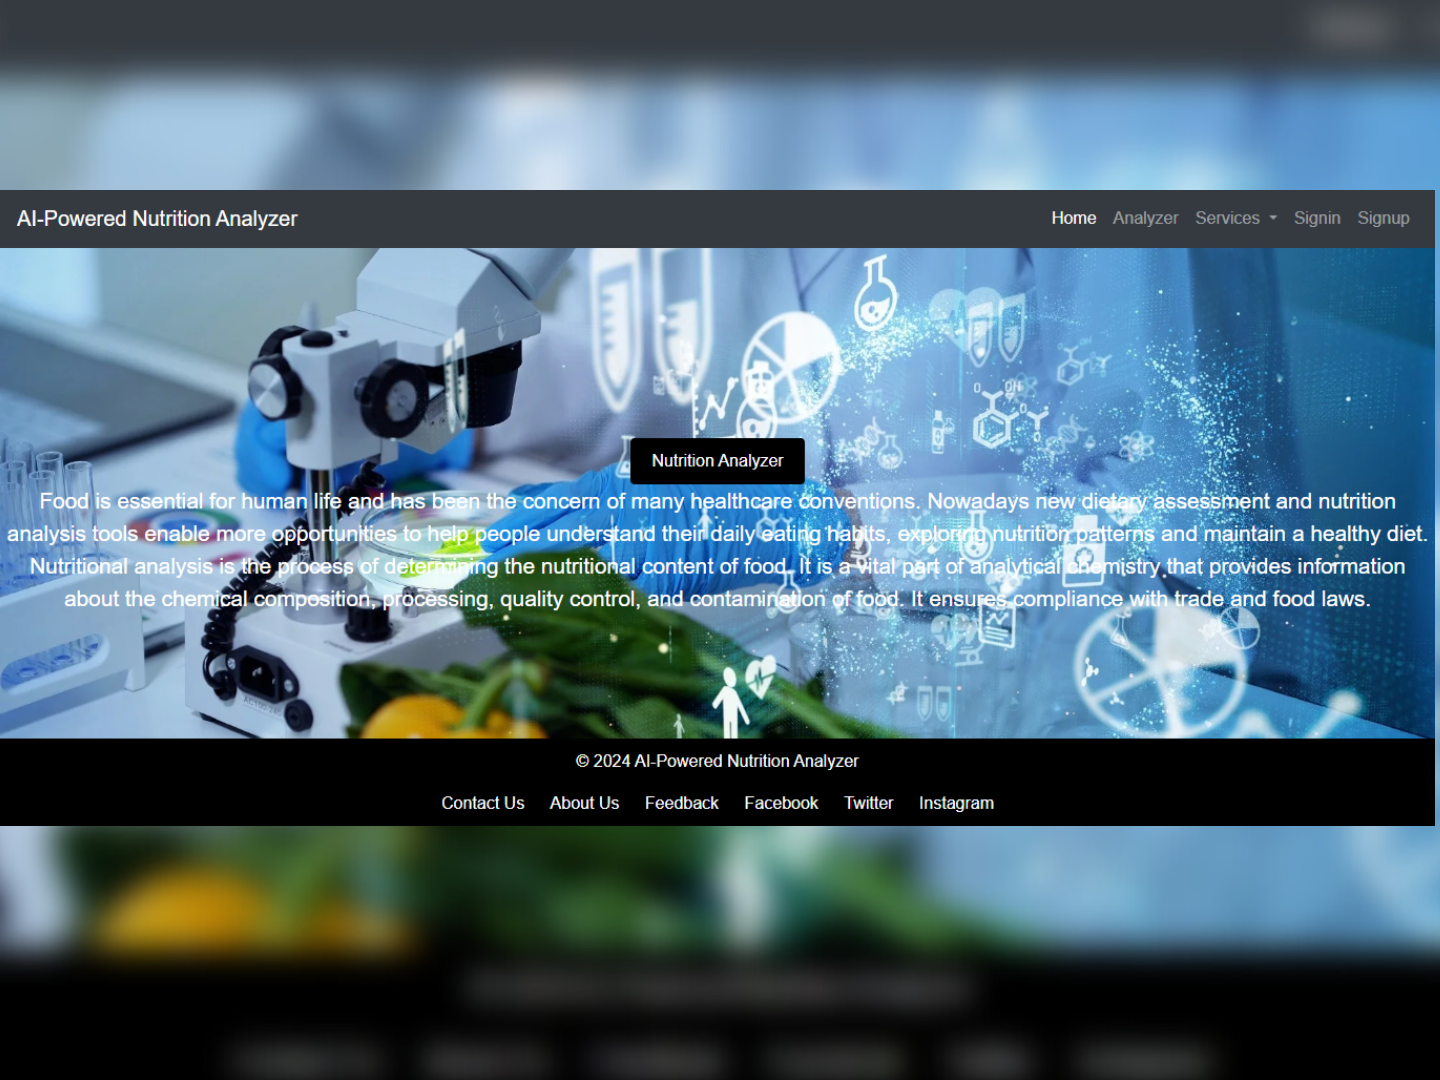 AI-Powered Nutrition Analyzer
Home Analyzer Services Signin Signup
Nutrition Analyzer
Food is essential for human life and has been the concern of many healthcare conventions. Nowadays new dietary assessment and nutrition
analysis tools enable more opportunities to help people understand their daily eating habits, exploring nutrition patterns and maintain a healthy diet.
Nutritional analysis is the process of determining the nutritional content of food. It is a vital part of analytical chemistry that provides information
about the chemical composition, processing, quality control, and contamination of food. It ensures compliance with trade and food laws.
© 2024 AI-Powered Nutrition Analyzer
Contact Us About Us Feedback Facebook Twitter Instagram